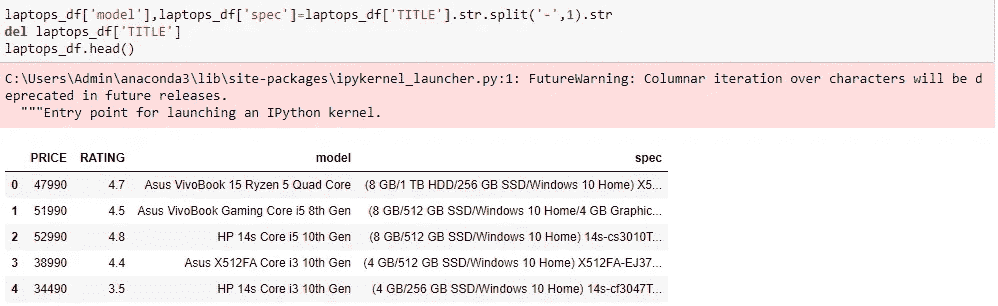 laptops_df['model'],laptops_df['spec']=laptops_df['TITLE'].str.split('-',1).str
del laptops_df['TITLE']
laptops_df.head()
C:\Users\Admin\anaconda3\lib\site-packages\ipykernel_launcher.py:1: FutureWarning: Columnar iteration over characters will be d
eprecated in future releases.
"""Entry point for launching an IPython kernel.
PRICE RATING model spec
0 47990 4.7 Asus VivoBook 15 Ryzen 5 Quad Core (8 GB/1 TB HDD/256 GB SSD/Windows 10 Home) X5...
1 51990 4.5 Asus VivoBook Gaming Core i5 8th Gen (8 GB/512 GB SSD/Windows 10 Home/4 GB Graphic...
2 52990 4.8 HP 14s Core i5 10th Gen (8 GB/512 GB SSD/Windows 10 Home) 14s-cs3010T...
3 38990 4.4 Asus X512FA Core i3 10th Gen (4 GB/512 GB SSD/Windows 10 Home) X512FA-EJ37...
4 34490 3.5 HP 14s Core i3 10th Gen (4 GB/256 GB SSD/Windows 10 Home) 14s-cf3047T...